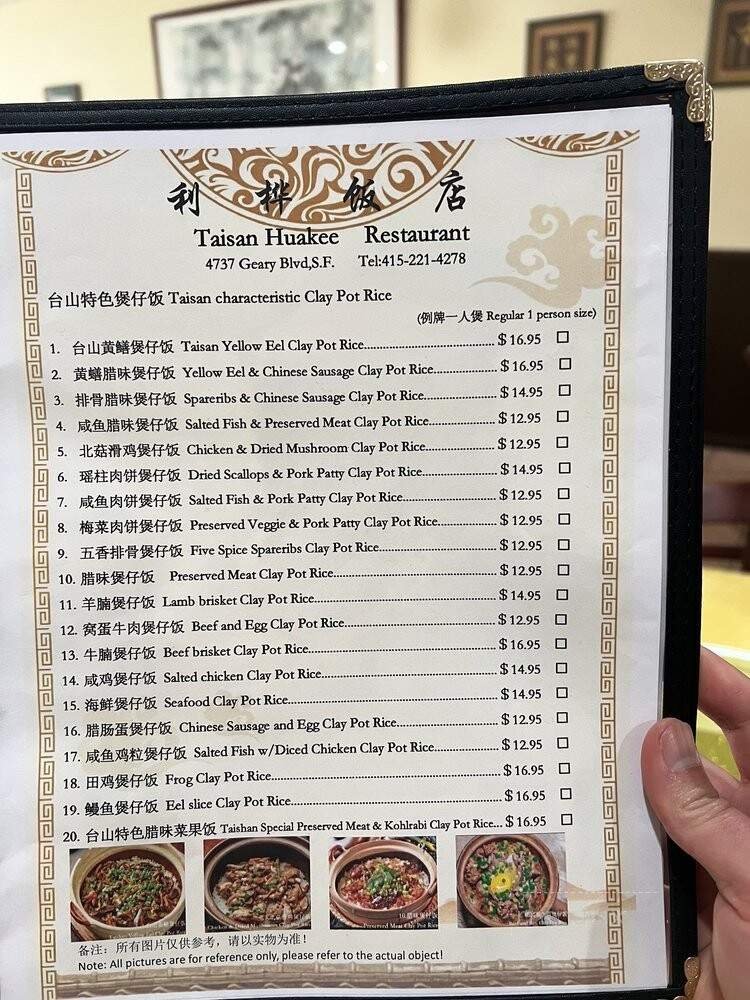 利 桦 饭 店
Taisan Huakee Restaurant
4737 Geary Blvd,S.F. Tel:415-221-4278
台山特色煲仔饭 Taisan characteristic Clay Pot Rice
(例牌一人煲 Regular 1 person size)
1. 台山黄鳝煲仔饭 Taisan Yellow Eel Clay Pot Rice $16.95 □
2. 黄鳝腊味煲仔饭 Yellow Eel & Chinese Sausage Clay Pot Rice $16.95 □
3. 排骨腊味煲仔饭 Spareribs & Chinese Sausage Clay Pot Rice $14.95 □
4. 咸鱼腊味煲仔饭 Salted Fish & Preserved Meat Clay Pot Rice $12.95 □
5. 北菇滑鸡煲仔饭 Chicken & Dried Mushroom Clay Pot Rice $12.95 □
6. 瑶柱肉饼煲仔饭 Dried Scallops & Pork Patty Clay Pot Rice $14.95 □
7. 咸鱼肉饼煲仔饭 Salted Fish & Pork Patty Clay Pot Rice $12.95 □
8. 梅菜肉饼煲仔饭 Preserved Veggie & Pork Patty Clay Pot Rice $12.95 □
9. 五香排骨煲仔饭 Five Spice Spareribs Clay Pot Rice $12.95 □
10. 腊味煲仔饭 Preserved Meat Clay Pot Rice $12.95 □
11. 羊腩煲仔饭 Lamb brisket Clay Pot Rice $14.95 □
12. 窝蛋牛肉煲仔饭 Beef and Egg Clay Pot Rice $12.95 □
13. 牛腩煲仔饭 Beef brisket Clay Pot Rice $16.95 □
14. 咸鸡煲仔饭 Salted chicken Clay Pot Rice $14.95 □
15. 海鲜煲仔饭 Seafood Clay Pot Rice $14.95 □
16. 腊肠蛋煲仔饭 Chinese Sausage and Egg Clay Pot Rice $12.95 □
17. 咸鱼鸡粒煲仔饭 Salted Fish w/Diced Chicken Clay Pot Rice $12.95 □
18. 田鸡煲仔饭 Frog Clay Pot Rice $16.95 □
19. 鳗鱼煲仔饭 Eel slice Clay Pot Rice $16.95 □
20. 台山特色腊味菜果饭 Taishan Special Preserved Meat & Kohlrabi Clay Pot Rice... $16.95 □
10.腊味煲仔饭
Preserved Meat Clay Pot Rice
备注：所有图片仅供参考，请以实物为准！
Note: All pictures are for reference only, please refer to the actual object!